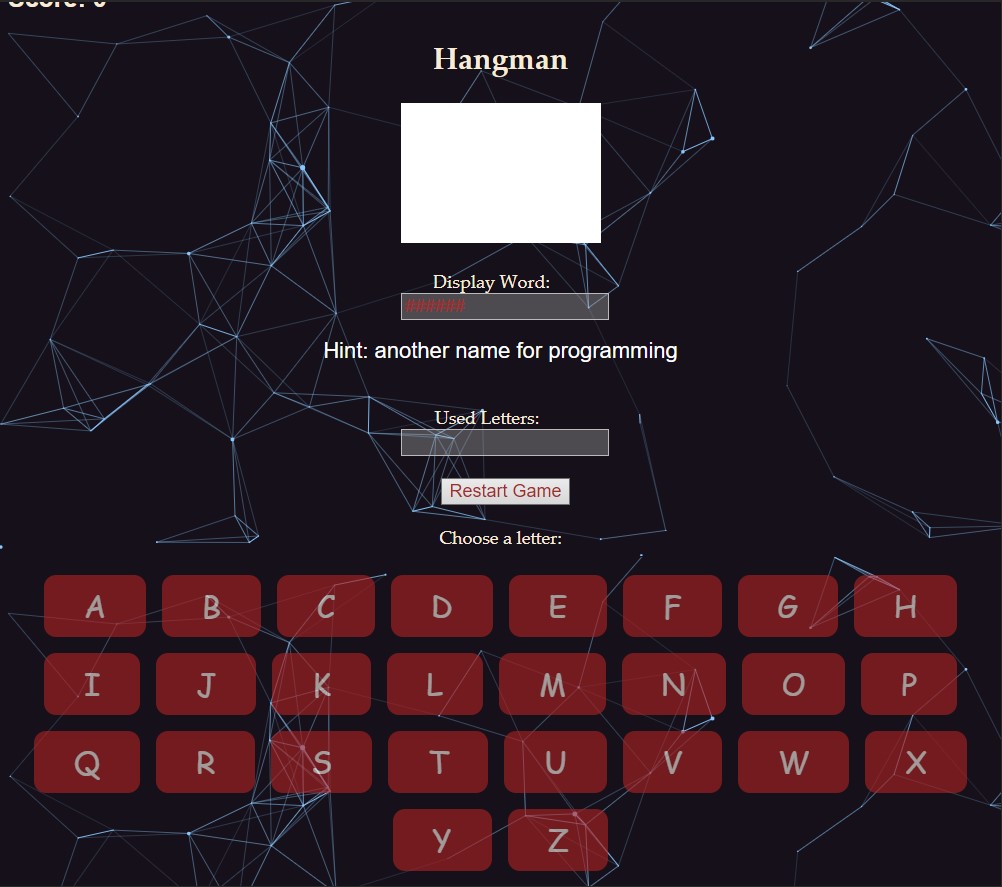 Score: 0
Hangman
Display Word:
######
Hint: another name for programming
Used Letters:
Restart Game
Choose a letter:
A B C D E F G H
I J K L M N O P
Q R S T U V W X
Y Z